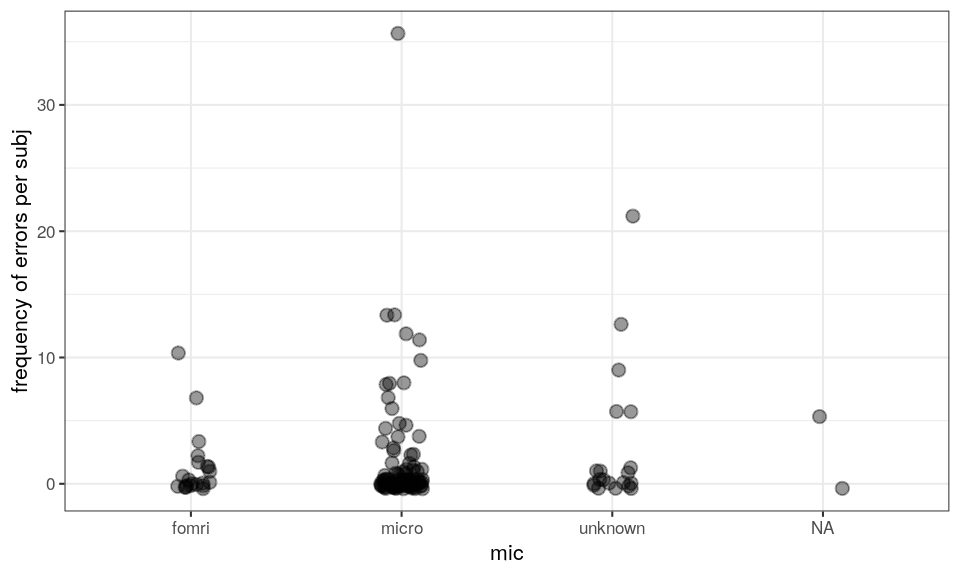 frequency of errors per subj
30
20
10
0
fomri
micro
unknown
NA
mic